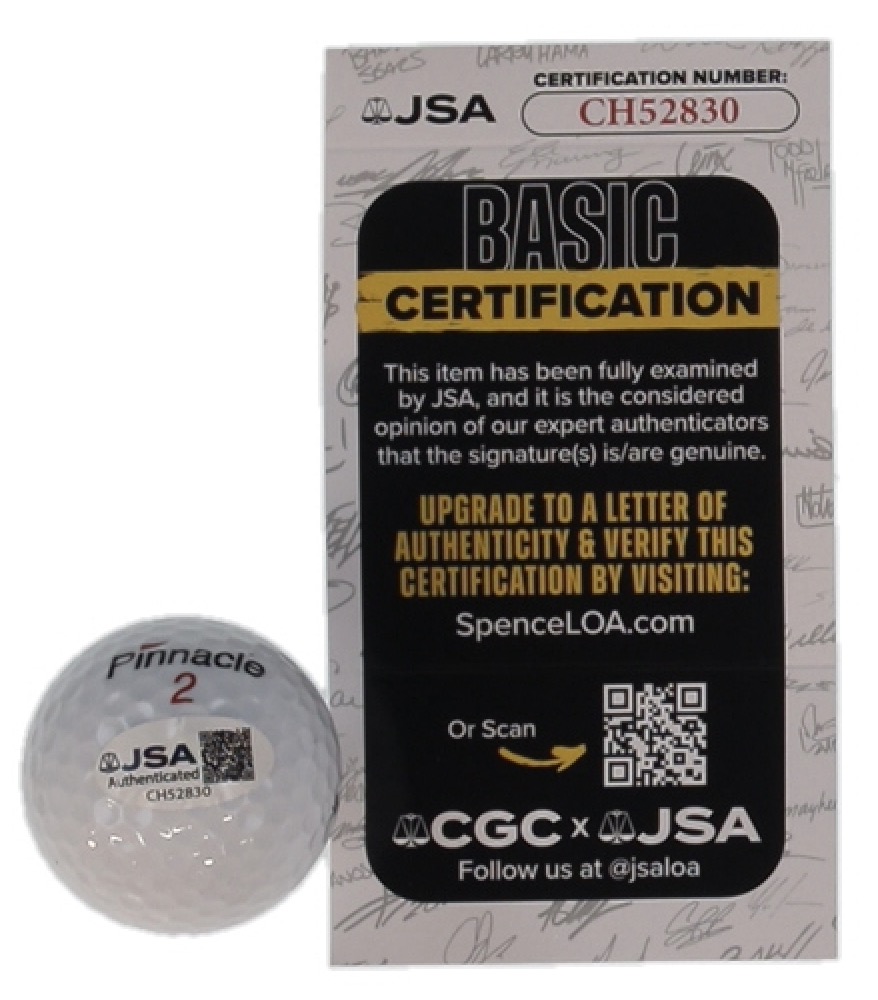 LARRY HAMA
JSA
CERTIFICATION NUMBER:
CH52830
BASIC
CERTIFICATION
This item has been fully examined
by JSA, and it is the considered
opinion of our expert authenticators
that the signature(s) is/are genuine.
UPGRADE TO A LETTER OF
AUTHENTICITY & VERIFY THIS
CERTIFICATION BY VISITING:
SpenceLOA.com
Or Scan
CGC x JSA
Follow us at @jsaloa
Pinnacle
2
JSA
Authenticated
CH52830